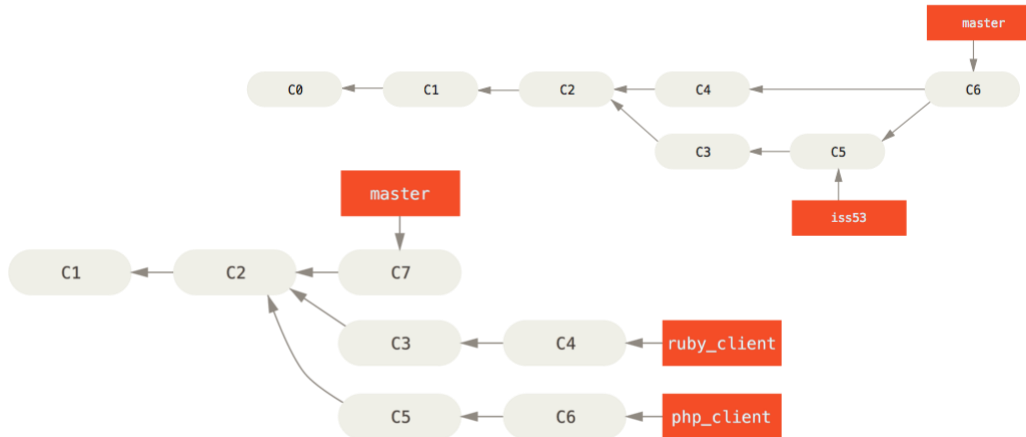 master
C0 C1 C2 C4 C6
C3 C5
iss53
master
C1 C2 C7
C3 C4 ruby_client
C5 C6 php_client